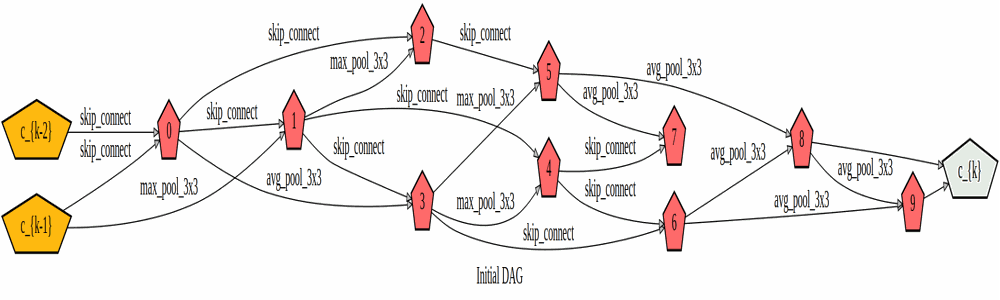 skip_connect
2
skip_connect
max_pool_3x3
avg_pool_3x3
5
skip_connect
max_pool_3x3
avg_pool_3x3
c_{k-2}
skip_connect
0
skip_connect
1
7
8
skip_connect
skip_connect
skip_connect
avg_pool_3x3
c_{k}
max_pool_3x3
avg_pool_3x3
4
avg_pool_3x3
skip_connect
3
max_pool_3x3
avg_pool_3x3
9
c_{k-1}
skip_connect
6
Initial DAG